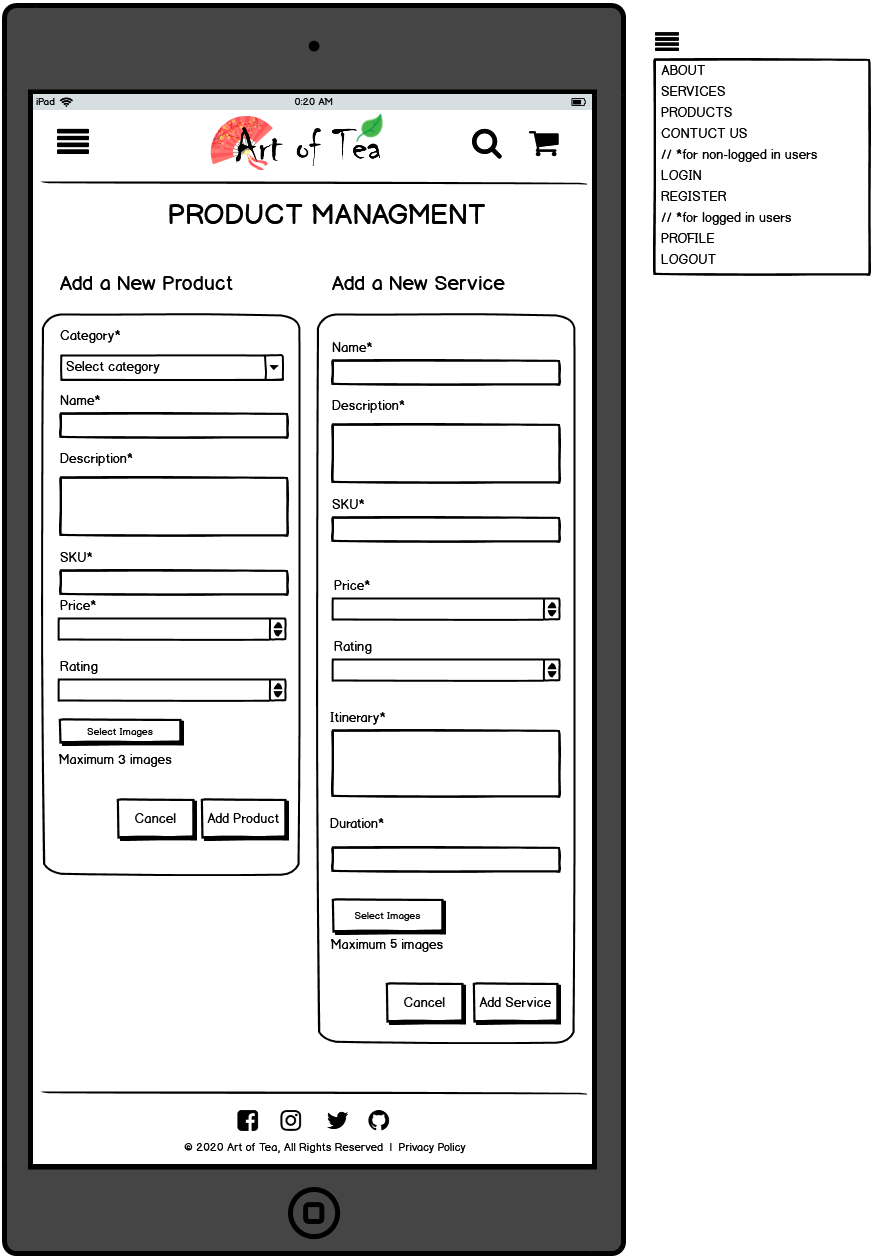 iPad 0:20 AM
Art of Tea
PRODUCT MANAGMENT
Add a New Product
Category*
Select category
Name*
Description*
SKU*
Price*
Rating
Select Images
Maximum 3 images
Cancel Add Product
Add a New Service
Name*
Description*
SKU*
Price*
Rating
Itinerary*
Duration*
Select Images
Maximum 5 images
Cancel Add Service
© 2020 Art of Tea, All Rights Reserved | Privacy Policy
ABOUT
SERVICES
PRODUCTS
CONTUCT US
// *for non-logged in users
LOGIN
REGISTER
// *for logged in users
PROFILE
LOGOUT